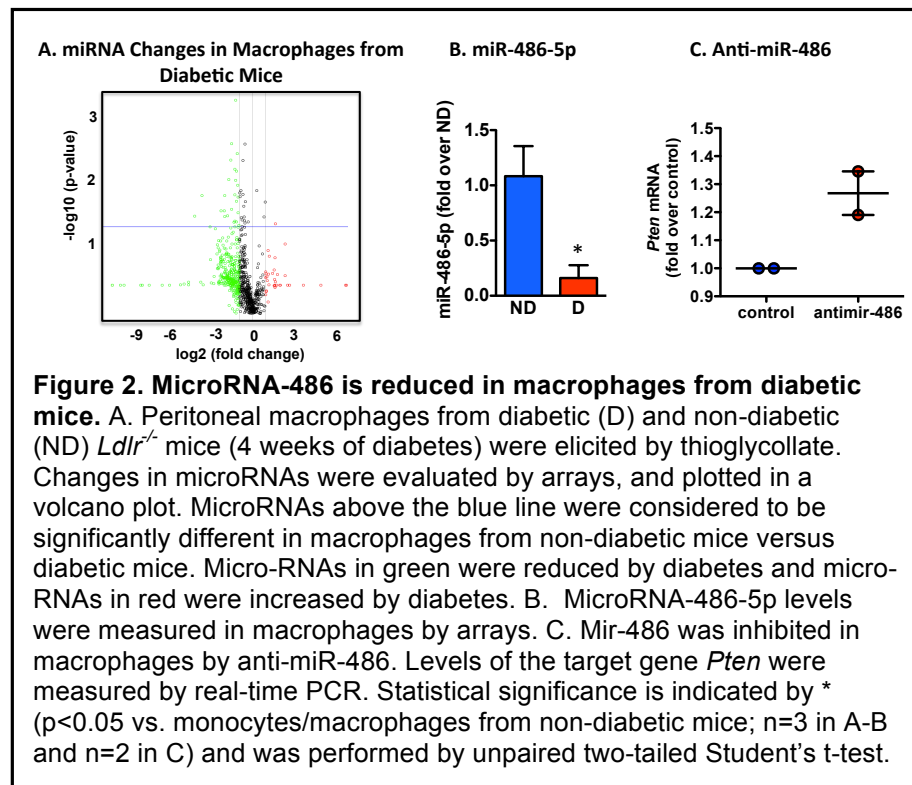 A. miRNA Changes in Macrophages from
Diabetic Mice
3
2
1
-log10 (p-value)
-9 -6 -3 0 2 4 6
log2 (fold change)
B. miR-486-5p
miR-486-5p (fold over ND)
1.5
1.0
0.5
0.0
*
ND D
C. Anti-miR-486
Pten mRNA
(fold over control)
1.5
1.4
1.3
1.2
1.1
1.0
0.9
control antimir-486
Figure 2. MicroRNA-486 is reduced in macrophages from diabetic
mice. A. Peritoneal macrophages from diabetic (D) and non-diabetic
(ND) Ldlr-/- mice (4 weeks of diabetes) were elicited by thioglycollate.
Changes in microRNAs were evaluated by arrays, and plotted in a
volcano plot. MicroRNAs above the blue line were considered to be
significantly different in macrophages from non-diabetic mice versus
diabetic mice. Micro-RNAs in green were reduced by diabetes and micro-
RNAs in red were increased by diabetes. B.  MicroRNA-486-5p levels
were measured in macrophages by arrays. C. Mir-486 was inhibited in
macrophages by anti-miR-486. Levels of the target gene Pten were
measured by real-time PCR. Statistical significance is indicated by *
(p<0.05 vs. monocytes/macrophages from non-diabetic mice; n=3 in A-B
and n=2 in C) and was performed by unpaired two-tailed Student’s t-test.